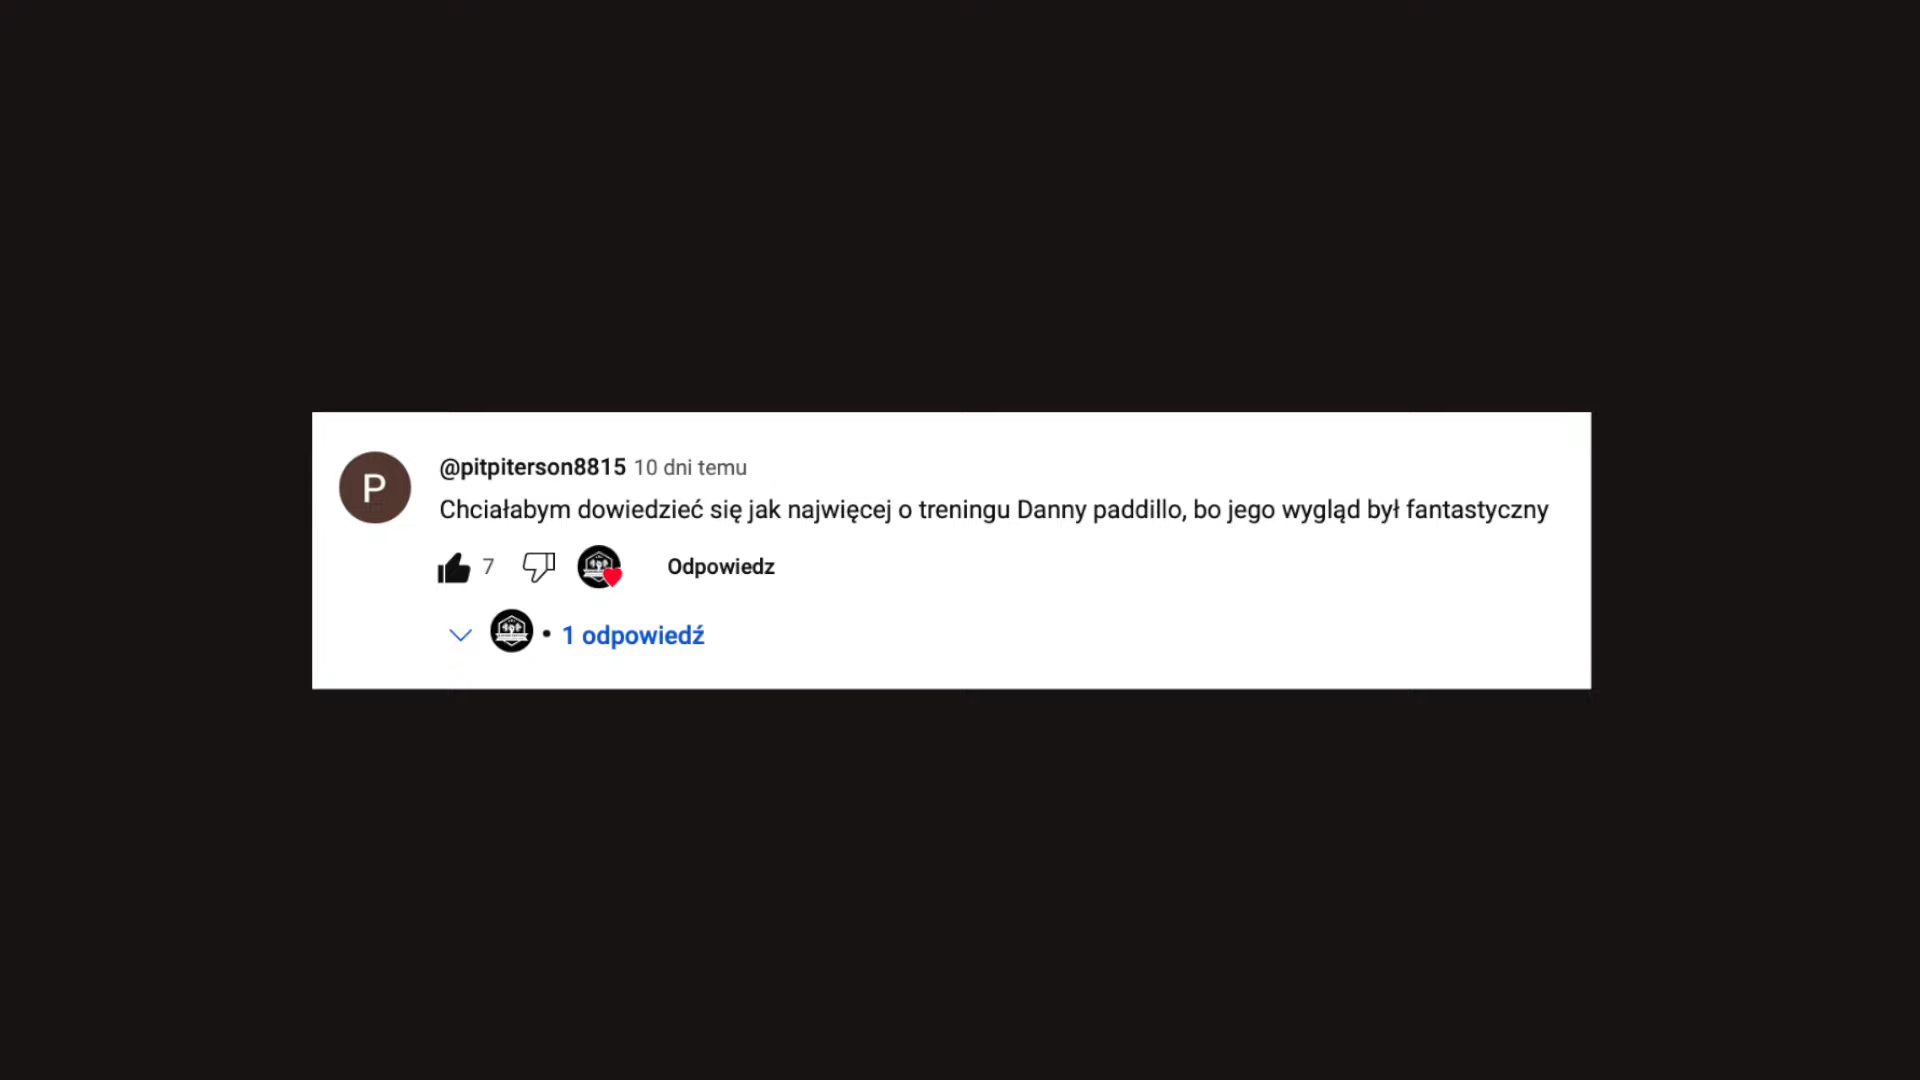 P
@pitpiterson8815 10 dni temu
Chciałabym dowiedzieć się jak najwięcej o treningu Danny paddillo, bo jego wygląd był fantastyczny
7 Odpowiedz
• 1 odpowiedź